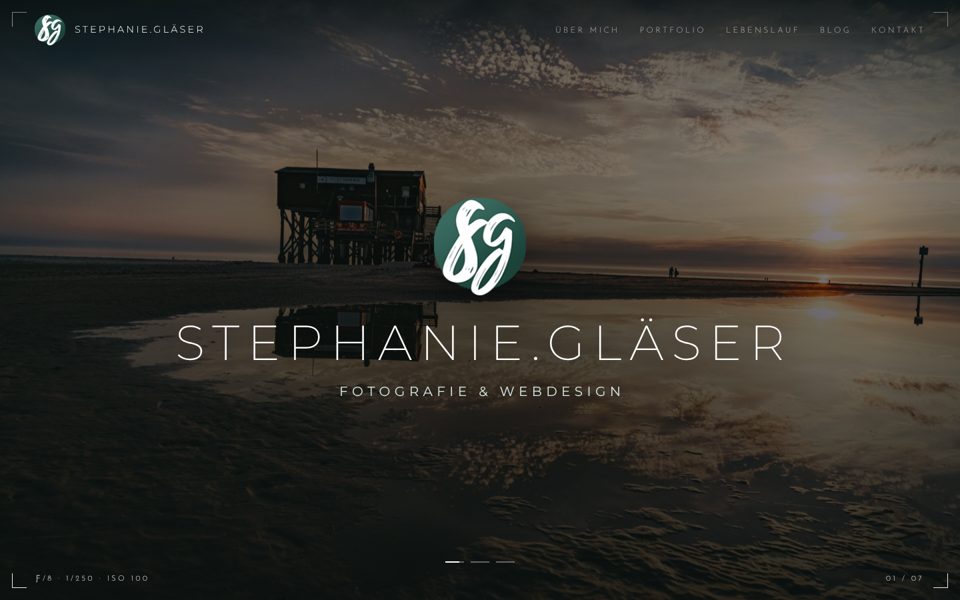 sg STEPHANIE.GLÄSER
ÜBER MICH PORTFOLIO LEBENSLAUF BLOG KONTAKT
sg
STEPHANIE.GLÄSER
FOTOGRAFIE & WEBDESIGN
F/8 · 1/250 · ISO 100
01 / 07